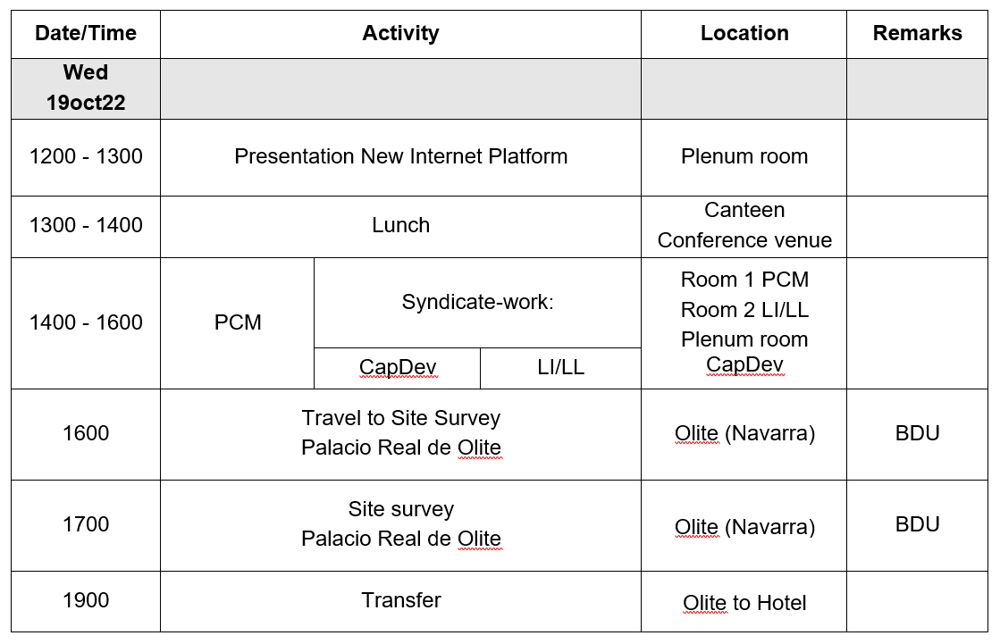 Date/Time Activity Location Remarks
Wed
19oct22
1200 - 1300 Presentation New Internet Platform Plenum room
1300 - 1400 Lunch Canteen
Conference venue
1400 - 1600 PCM Syndicate-work:
CapDev LI/LL
Room 1 PCM
Room 2 LI/LL
Plenum room
CapDev
1600 Travel to Site Survey
Palacio Real de Olite
Olite (Navarra) BDU
1700 Site survey
Palacio Real de Olite
Olite (Navarra) BDU
1900 Transfer Olite to Hotel